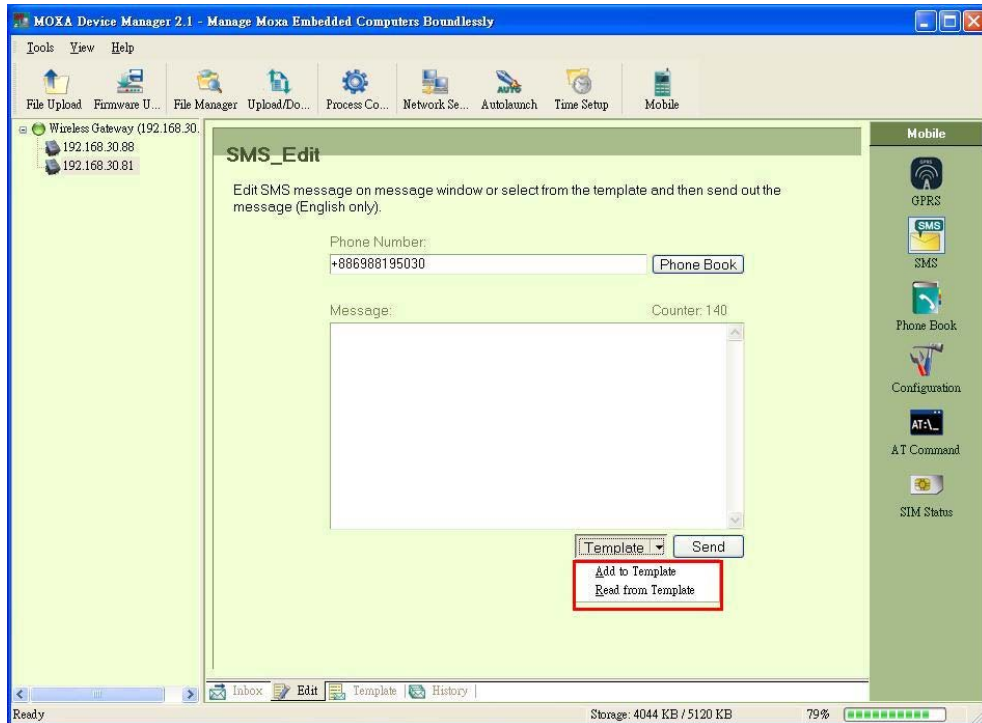 MOXA Device Manager 2.1 - Manage Moxa Embedded Computers Boundlessly
Tools View Help
File Upload Firmware U... File Manager Upload/Do... Process Co... Network Se... Autolaunch Time Setup Mobile
Wireless Gateway (192.168.30.
192.168.30.88
192.168.30.81
SMS_Edit
Edit SMS message on message window or select from the template and then send out the
message (English only).
Phone Number:
+886988195030 Phone Book
Message: Counter: 140
Template Send
Add to Template
Read from Template
Inbox Edit Template History
Mobile
GPRS
GPRS
SMS
SMS
Phone Book
Configuration
AT:\_
AT Command
SIM Status
AUTO
Ready Storage: 4044 KB / 5120 KB 79%